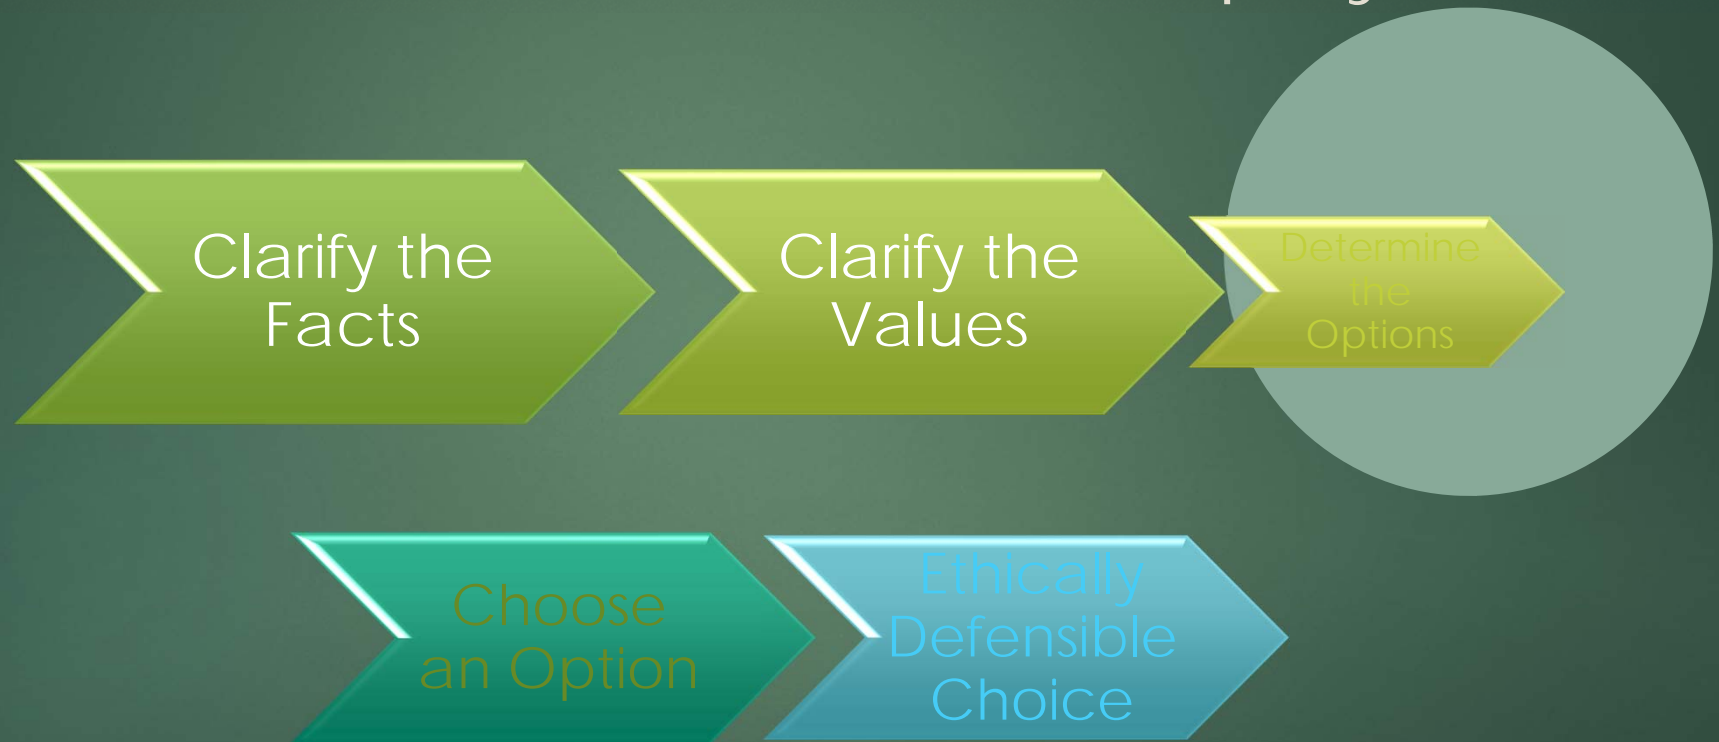 Clarify the
Facts
Clarify the
Values
Determine
the
Options
Choose
an Option
Ethically
Defensible
Choice